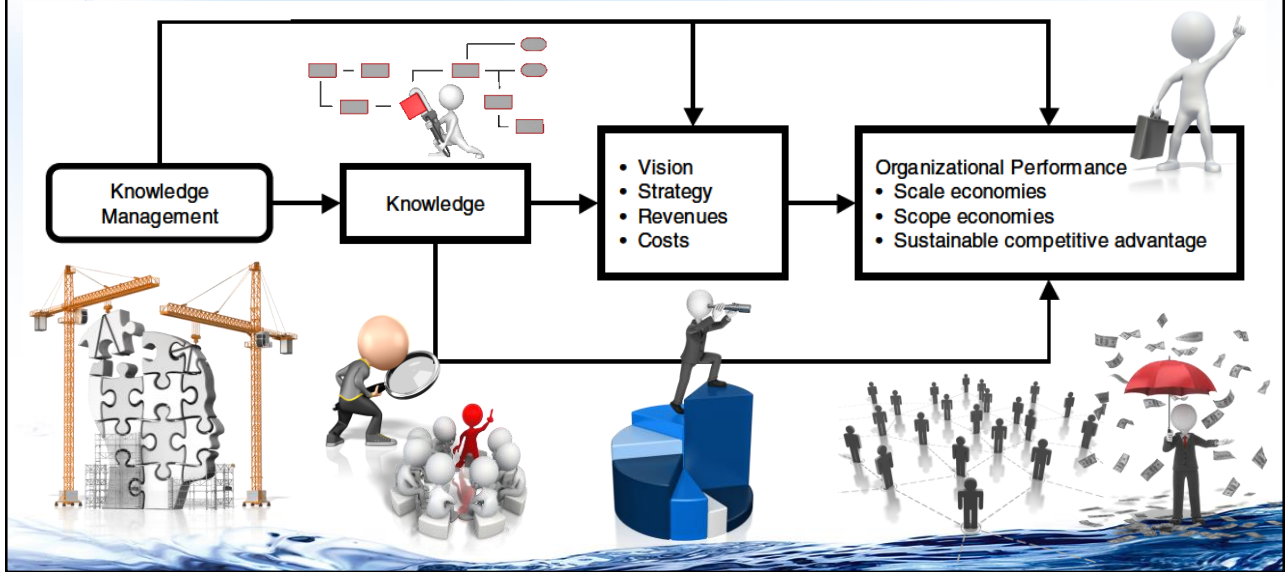 Knowledge
Management
Knowledge
• Vision
• Strategy
• Revenues
• Costs
Organizational Performance
• Scale economies
• Scope economies
• Sustainable competitive advantage